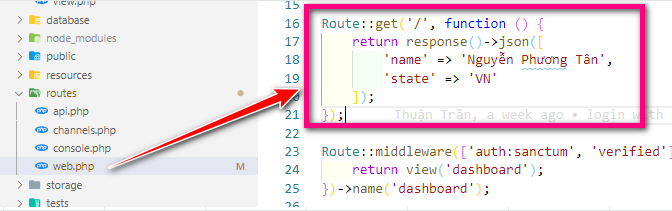 view.php
database
node_modules
public
resources
routes
api.php
channels.php
console.php
web.php M
storage
tests
15
16 Route::get('/', function () {
17 return response()->json([
18 'name' => 'Nguyễn Phương Tân',
19 'state' => 'VN'
20 ]);
21 }); Thuận Trần, a week ago • login with
22
23 Route::middleware(['auth:sanctum', 'verified']
24 return view('dashboard');
25 })->name('dashboard');
26